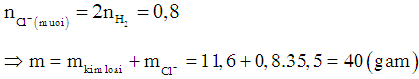 n_{Cl^- (muoi)} = 2n_{H_2} = 0,8
⇒ m = m_{kim loai} + m_{Cl^-} = 11,6 + 0,8.35,5 = 40 (gam)